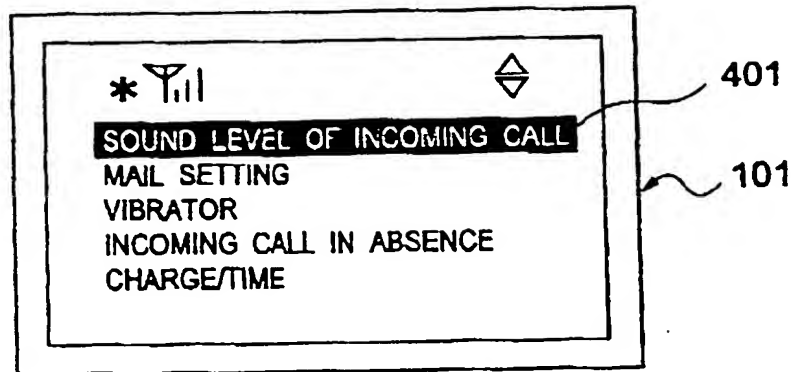 *
SOUND LEVEL OF INCOMING CALL
401
MAIL SETTING
101
VIBRATOR
INCOMING CALL IN ABSENCE
CHARGE/TIME